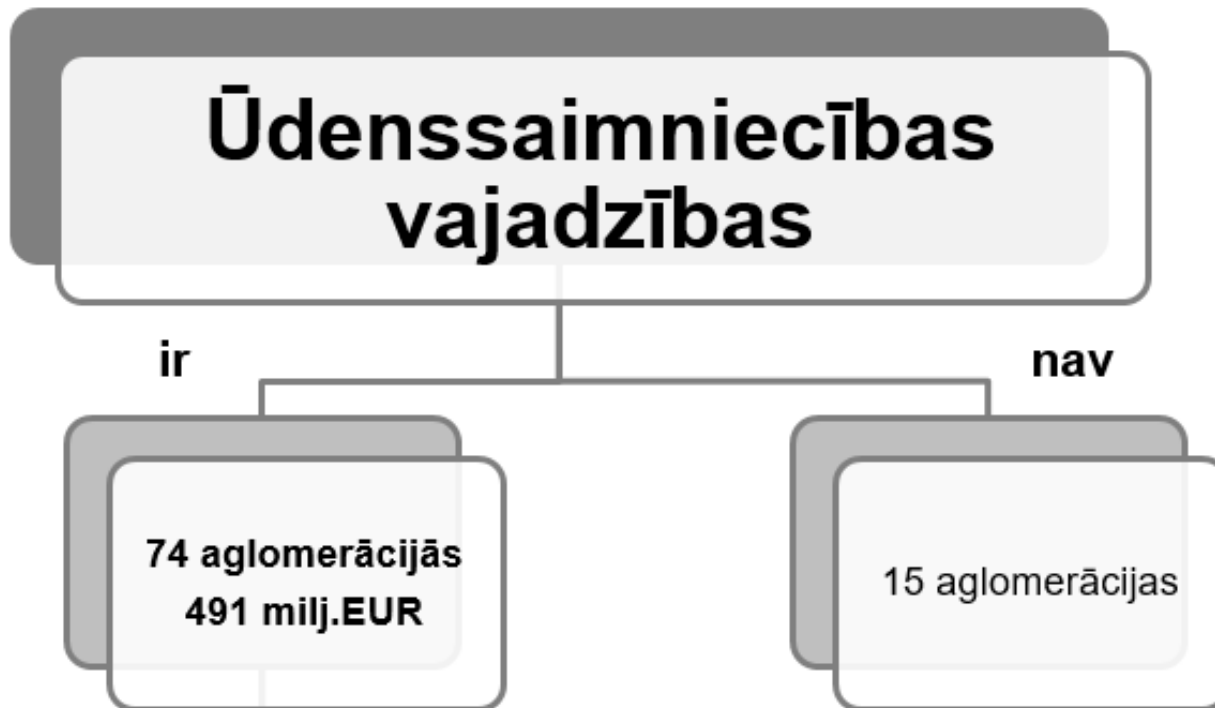 Ūdenssaimniecības
vajadzības
ir
nav
74 aglomerācijās
491 milj.EUR
15 aglomerācijas